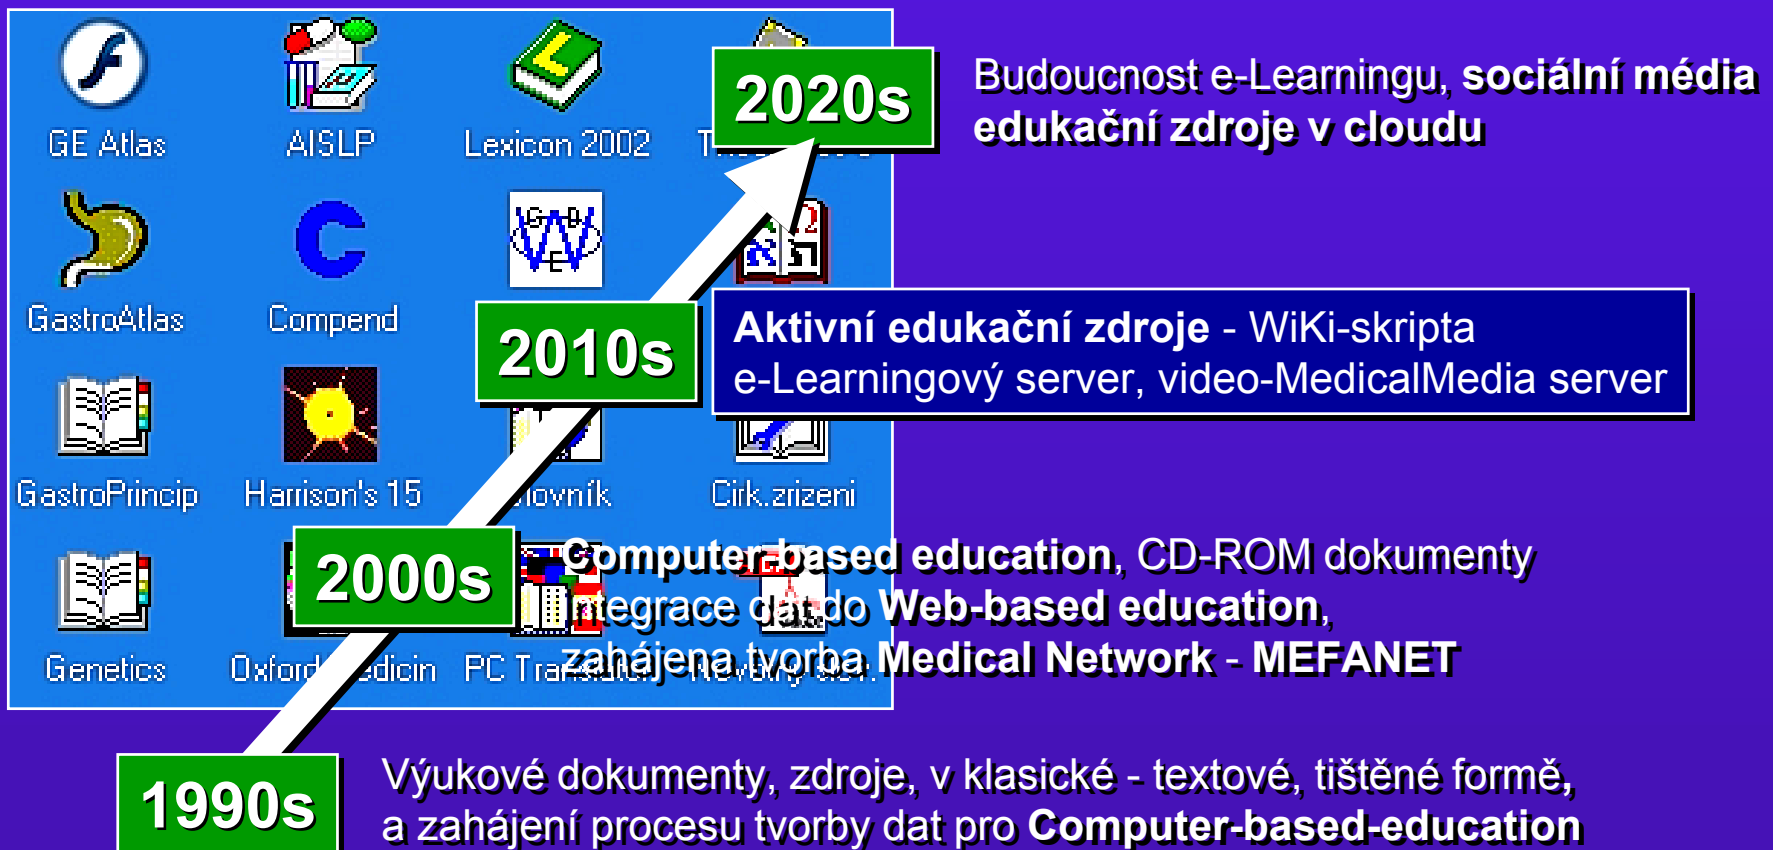 GE Atlas
AISLP
Lexicon 2002
GastroAtlas
Compend
GastroPrincip
Harrison's 15
Cirk.zrizeni
Genetics
PC
2020s
Budoucnost e-Learningu, sociální média
edukační zdroje v cloudu
2010s
Aktivní edukační zdroje - WiKi-skripta
e-Learningový server, video-MedicalMedia server
2000s
Computer-based education, CD-ROM dokumenty
integrace dat do Web-based education,
zahájena tvorba Medical Network - MEFANET
1990s
Výukové dokumenty, zdroje, v klasické - textové, tištěné formě,
a zahájení procesu tvorby dat pro Computer-based-education